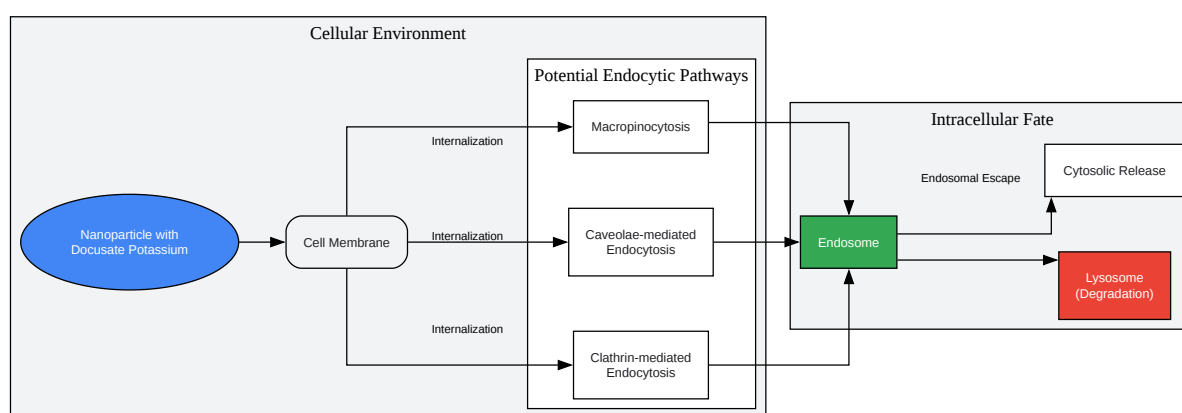 Cellular Environment
Potential Endocytic Pathways
Macropinocytosis
Intracellular Fate
Internalization
Cytosolic Release
Endosomal Escape
Nanoparticle with
Docusate Potassium
Cell Membrane
Internalization
Caveolae-mediated
Endocytosis
Endosome
Lysosome
(Degradation)
Internalization
Clathrin-mediated
Endocytosis